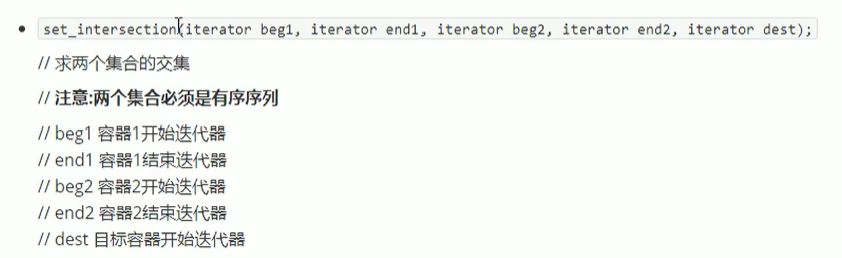 set_intersection(iterator beg1, iterator end1, iterator beg2, iterator end2, iterator dest);
// 求两个集合的交集
// 注意:两个集合必须是有序序列
// beg1 容器1开始迭代器
// end1 容器1结束迭代器
// beg2 容器2开始迭代器
// end2 容器2结束迭代器
// dest 目标容器开始迭代器